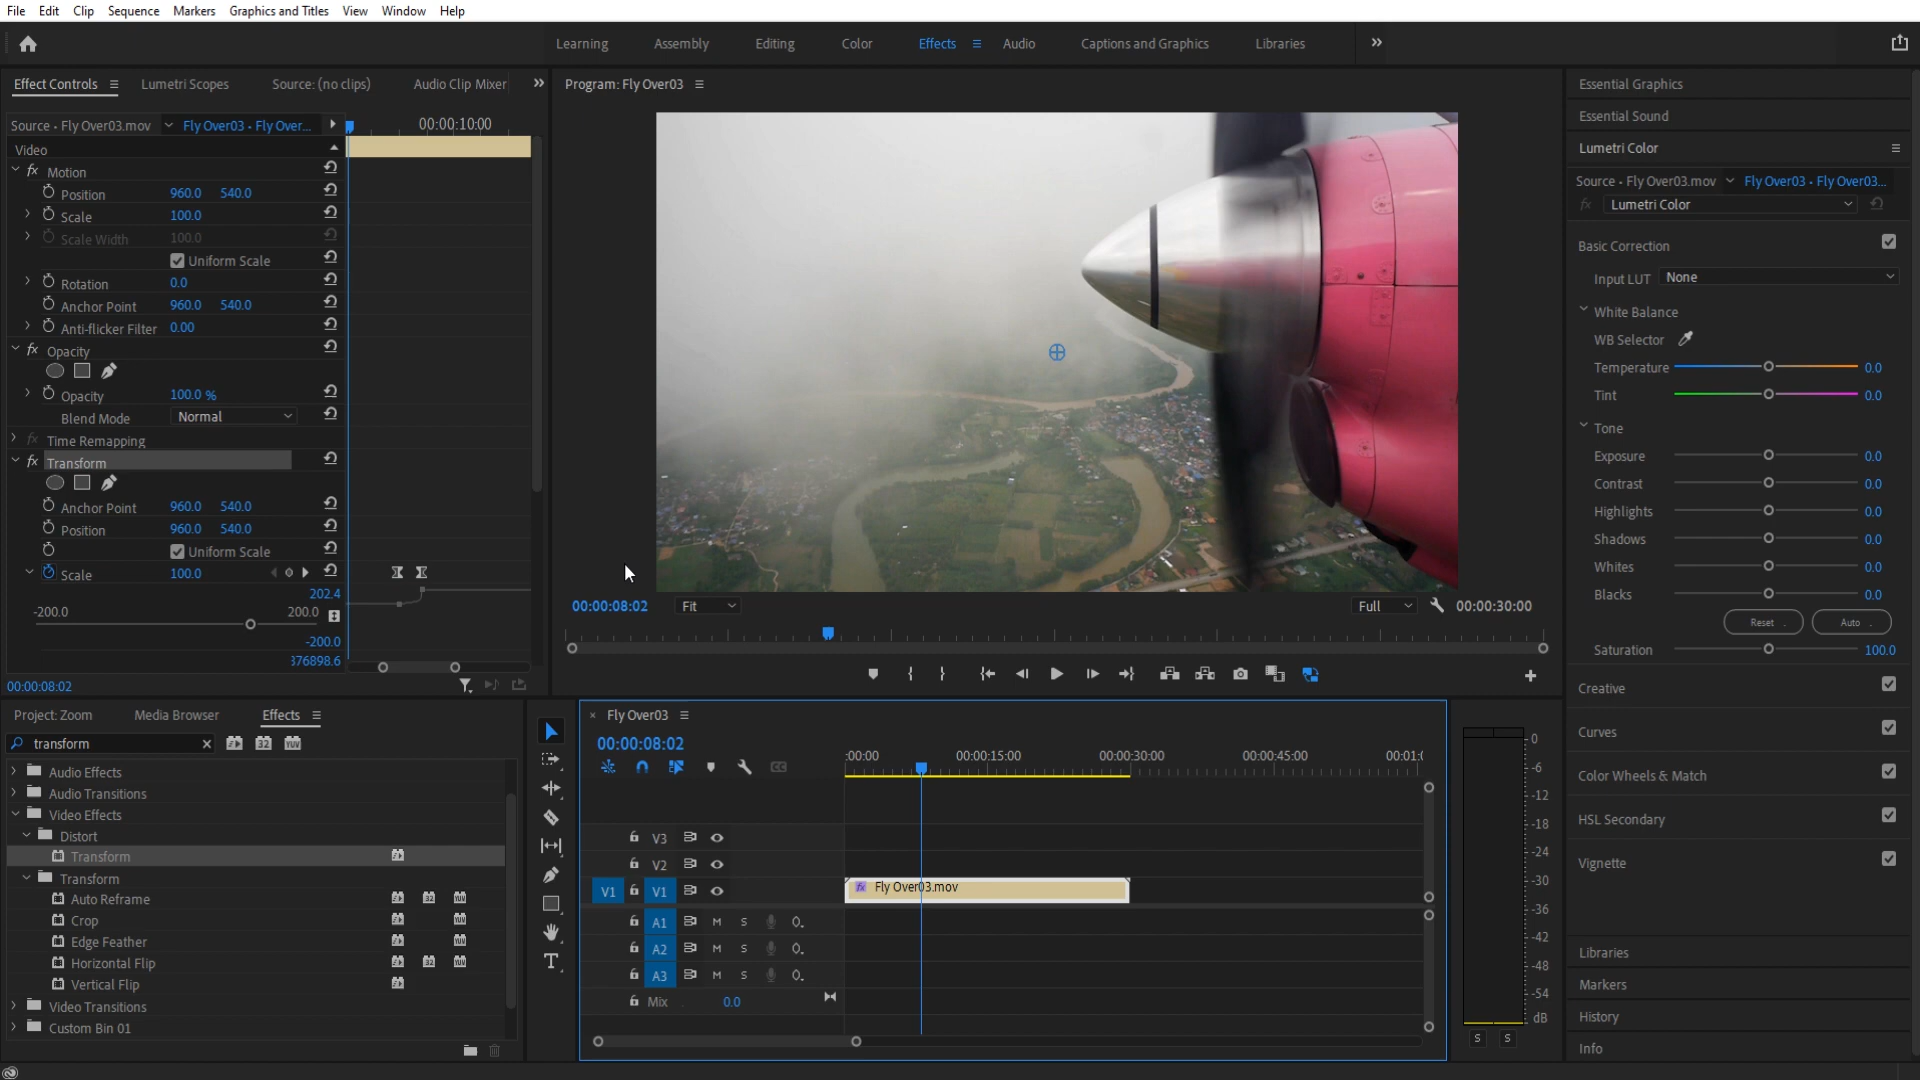 File Edit Clip Sequence Markers Graphics and Titles View Window Help
Learning Assembly Editing Color Effects Audio Captions and Graphics Libraries
Effect Controls Lumetri Scopes Source: (no clips) Audio Clip Mixer
Source • Fly Over03.mov Fly Over03 • Fly Over... 00:00:10:00
Video
fx Motion
Position 960.0 540.0
Scale 100.0
Scale Width 100.0
Uniform Scale
Rotation 0.0
Anchor Point 960.0 540.0
Anti-flicker Filter 0.00
fx Opacity
Opacity 100.0 %
Blend Mode Normal
fx Time Remapping
fx Transform
Anchor Point 960.0 540.0
Position 960.0 540.0
Uniform Scale
Scale 100.0
202.4
-200.0 200.0
-200.0
376898.6
00:00:08:02
Program: Fly Over03
00:00:08:02 Fit Full 00:00:30:00
Essential Graphics
Essential Sound
Lumetri Color
Source • Fly Over03.mov Fly Over03 • Fly Over03...
fx Lumetri Color
Basic Correction
Input LUT None
White Balance
WB Selector
Temperature 0.0
Tint 0.0
Tone
Exposure 0.0
Contrast 0.0
Highlights 0.0
Shadows 0.0
Whites 0.0
Blacks 0.0
Reset Auto
Saturation 100.0
Creative
Curves
Color Wheels & Match
HSL Secondary
Vignette
Libraries
Markers
History
Info
Project: Zoom Media Browser Effects
transform
Audio Effects
Audio Transitions
Video Effects
Distort
Transform
Transform
Auto Reframe
Crop
Edge Feather
Horizontal Flip
Vertical Flip
Video Transitions
Custom Bin 01
× Fly Over03
00:00:08:02
:00:00 00:00:15:00 00:00:30:00 00:00:45:00 00:01:0
V3
V2
V1 V1 fx Fly Over03.mov
A1 M S
A2 M S
A3 M S
Mix 0.0
0
-6
-12
-18
-24
-30
-36
-42
-48
-54
dB
S S